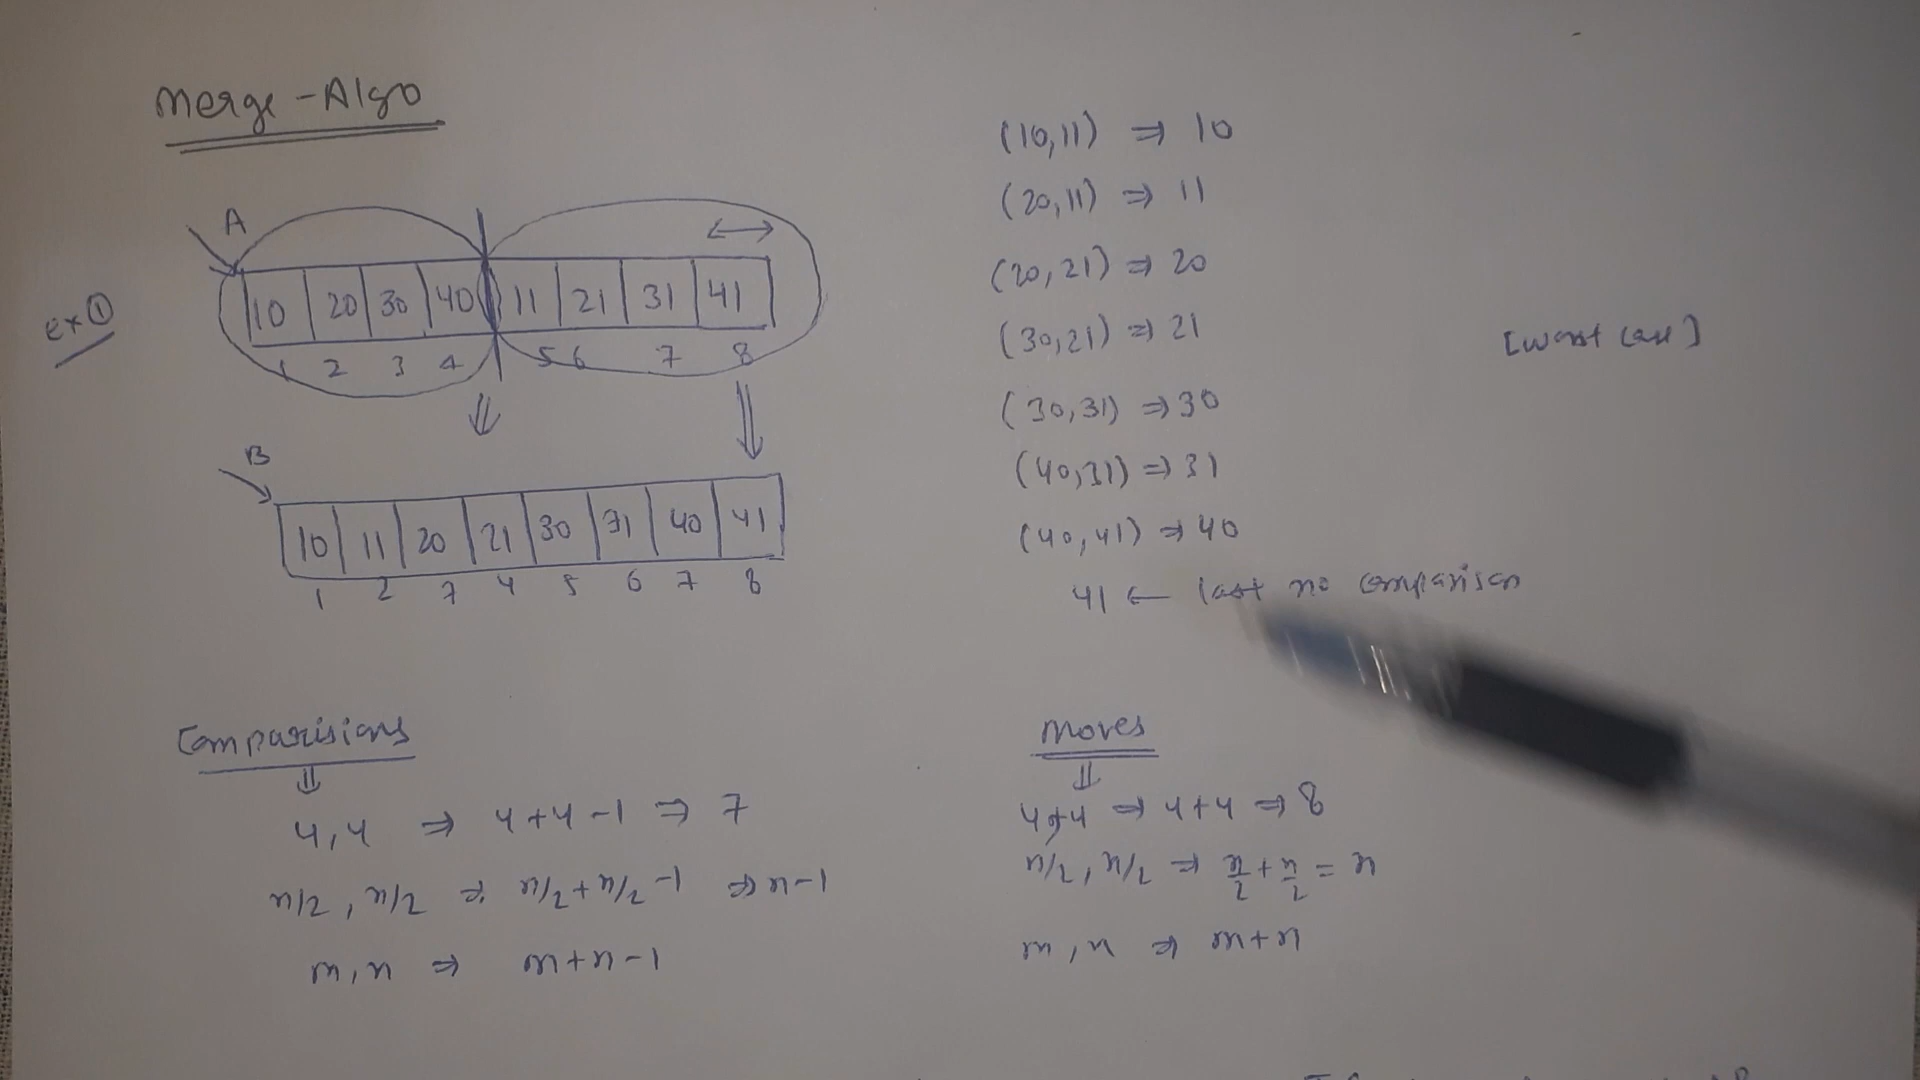 Merge - Algo
A
ex ①
10 20 30 40 11 21 31 41
1 2 3 4 5 6 7 8
B
10 11 20 21 30 31 40 41
1 2 3 4 5 6 7 8
(10,11) ⇒ 10
(20,11) ⇒ 11
(20,21) ⇒ 20
(30,21) ⇒ 21
(30,31) ⇒ 30
(40,31) ⇒ 31
(40,41) ⇒ 40
41 ← last no comparison
[worst case]
Comparisions
⇓
4,4 ⇒ 4+4-1 ⇒ 7
n/2, n/2 ⇒ n/2+n/2-1 ⇒ n-1
m,n ⇒ m+n-1
Moves
⇓
4+4 ⇒ 4+4 ⇒ 8
n/2, n/2 ⇒ n/2 + n/2 = n
m,n ⇒ m+n